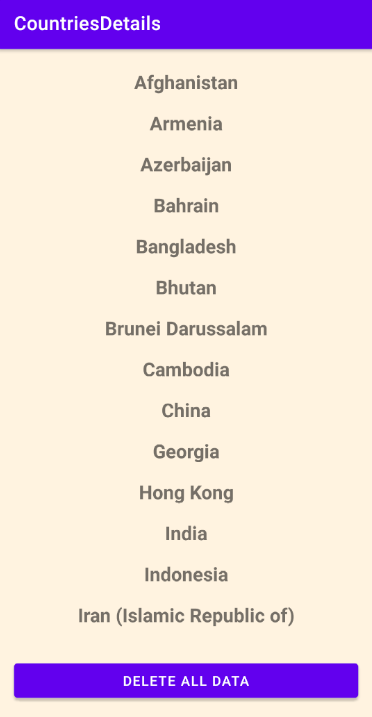 CountriesDetails
Afghanistan
Armenia
Azerbaijan
Bahrain
Bangladesh
Bhutan
Brunei Darussalam
Cambodia
China
Georgia
Hong Kong
India
Indonesia
Iran (Islamic Republic of)
DELETE ALL DATA